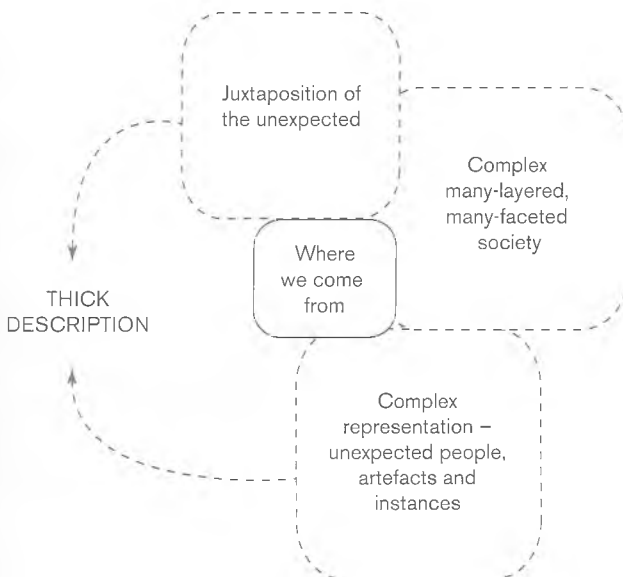 Juxtaposition of
the unexpected
Complex
many-layered,
many-faceted
society
Where
we come
from
THICK
DESCRIPTION
Complex
representation –
unexpected people,
artefacts and
instances